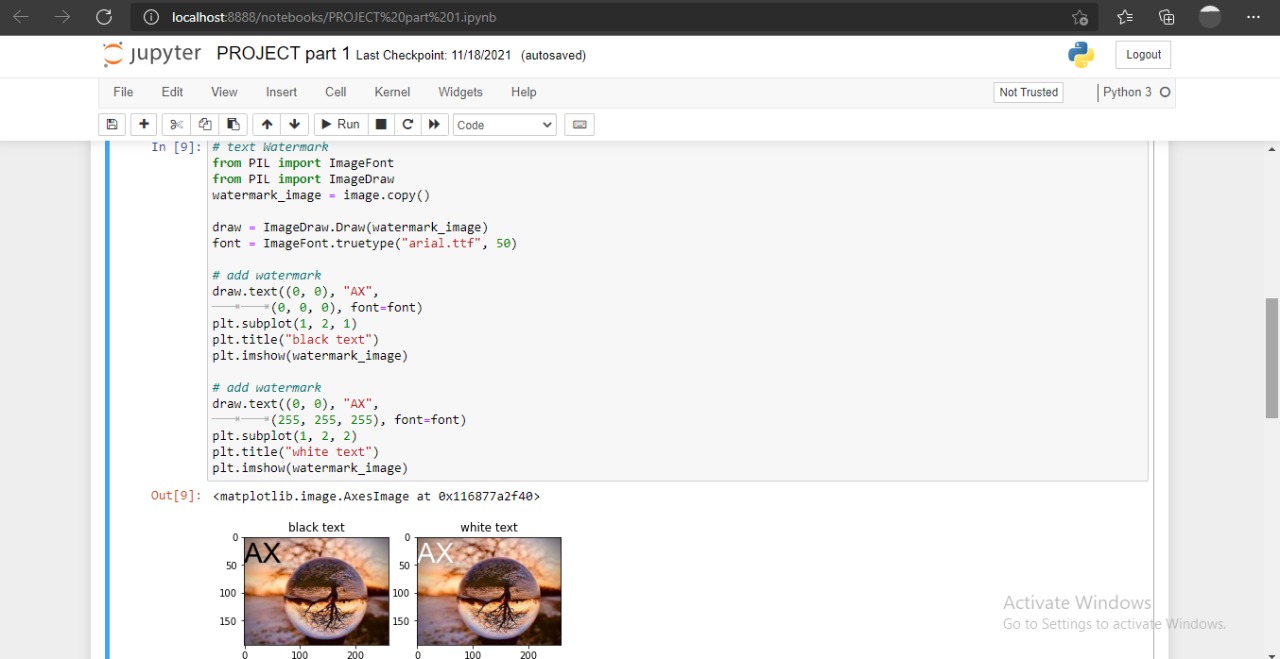 localhost:8888/notebooks/PROJECT%20part%201.ipynb
jupyter PROJECT part 1 Last Checkpoint: 11/18/2021 (autosaved)
Logout
File Edit View Insert Cell Kernel Widgets Help
Not Trusted
Python 3
Run
Code
In [9]:
# text Watermark
from PIL import ImageFont
from PIL import ImageDraw
watermark_image = image.copy()
draw = ImageDraw.Draw(watermark_image)
font = ImageFont.truetype("arial.ttf", 50)
# add watermark
draw.text((0, 0), "AX",
(0, 0, 0), font=font)
plt.subplot(1, 2, 1)
plt.title("black text")
plt.imshow(watermark_image)
# add watermark
draw.text((0, 0), "AX",
(255, 255, 255), font=font)
plt.subplot(1, 2, 2)
plt.title("white text")
plt.imshow(watermark_image)
Out[9]: <matplotlib.image.AxesImage at 0x116877a2f40>
black text
AX
0
50
100
150
0 100 200
white text
AX
0
50
100
150
0 100 200
Activate Windows
Go to Settings to activate Windows.